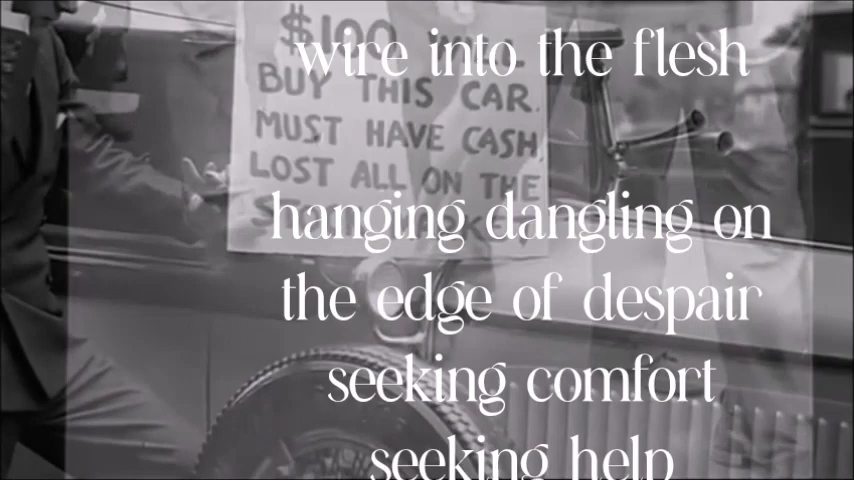 $100 WILL
BUY THIS CAR.
MUST HAVE CASH
LOST ALL ON THE
wire into the flesh
hanging dangling on
the edge of despair
seeking comfort
seeking help